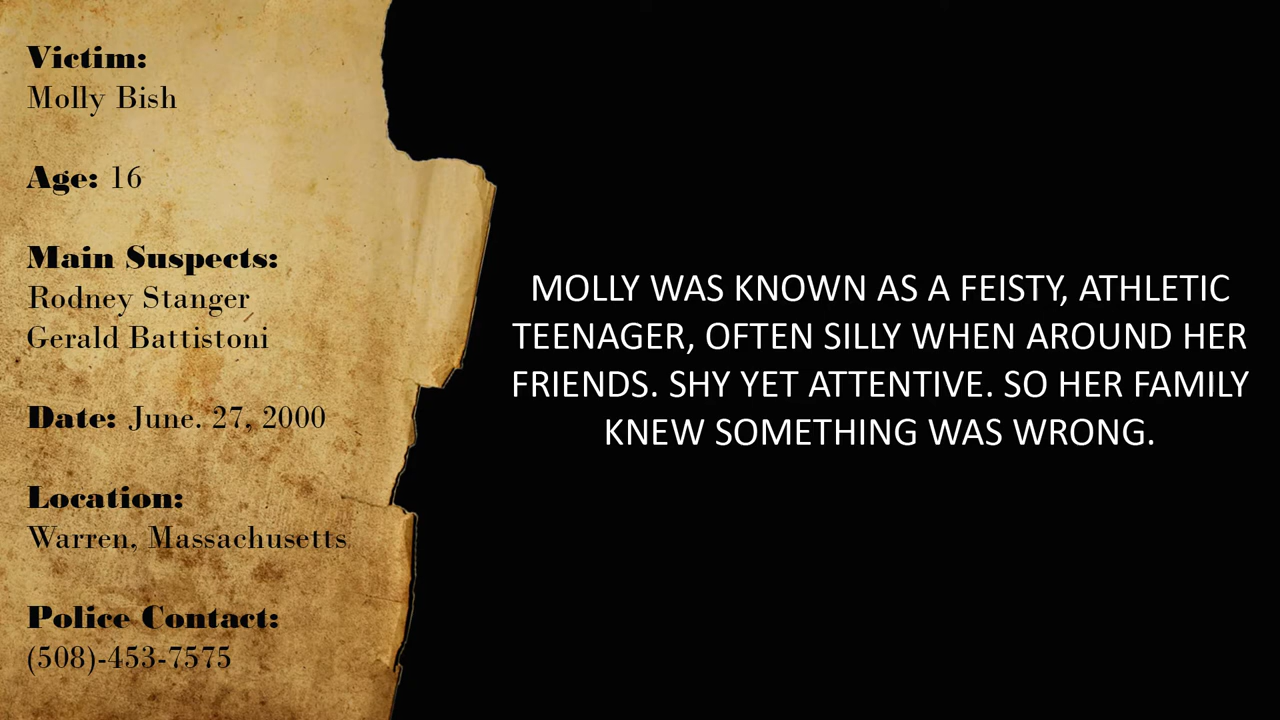 Victim:
Molly Bish
Age: 16
Main Suspects:
Rodney Stanger
Gerald Battistoni
Date: June. 27, 2000
Location:
Warren, Massachusetts
Police Contact:
(508)-453-7575
MOLLY WAS KNOWN AS A FEISTY, ATHLETIC
TEENAGER, OFTEN SILLY WHEN AROUND HER
FRIENDS. SHY YET ATTENTIVE. SO HER FAMILY
KNEW SOMETHING WAS WRONG.